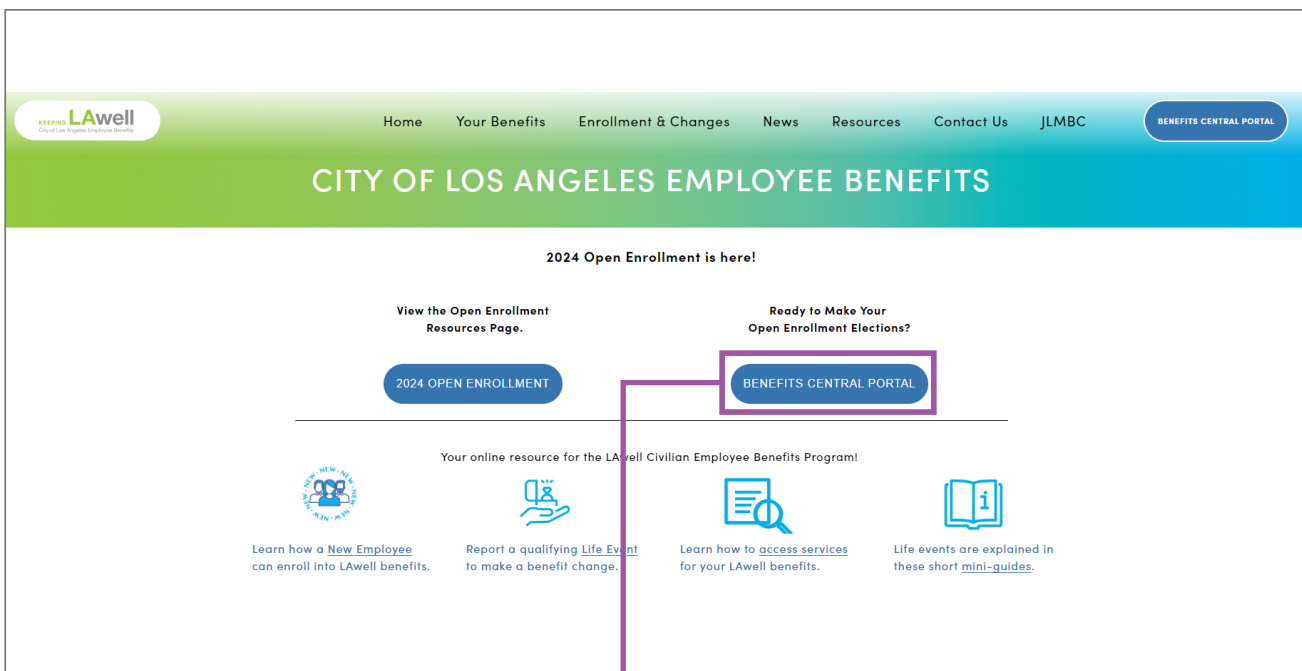 KEEPING LAwell
City of Los Angeles Employee Benefits
Home Your Benefits Enrollment & Changes News Resources Contact Us JLMBC
BENEFITS CENTRAL PORTAL
CITY OF LOS ANGELES EMPLOYEE BENEFITS
2024 Open Enrollment is here!
View the Open Enrollment
Resources Page.
2024 OPEN ENROLLMENT
Ready to Make Your
Open Enrollment Elections?
BENEFITS CENTRAL PORTAL
Your online resource for the LAwell Civilian Employee Benefits Program!
NEW · NEW · NEW · NEW · NEW · NEW · NEW
Learn how a New Employee
can enroll into LAwell benefits.
Report a qualifying Life Event
to make a benefit change.
Learn how to access services
for your LAwell benefits.
i
Life events are explained in
these short mini-guides.